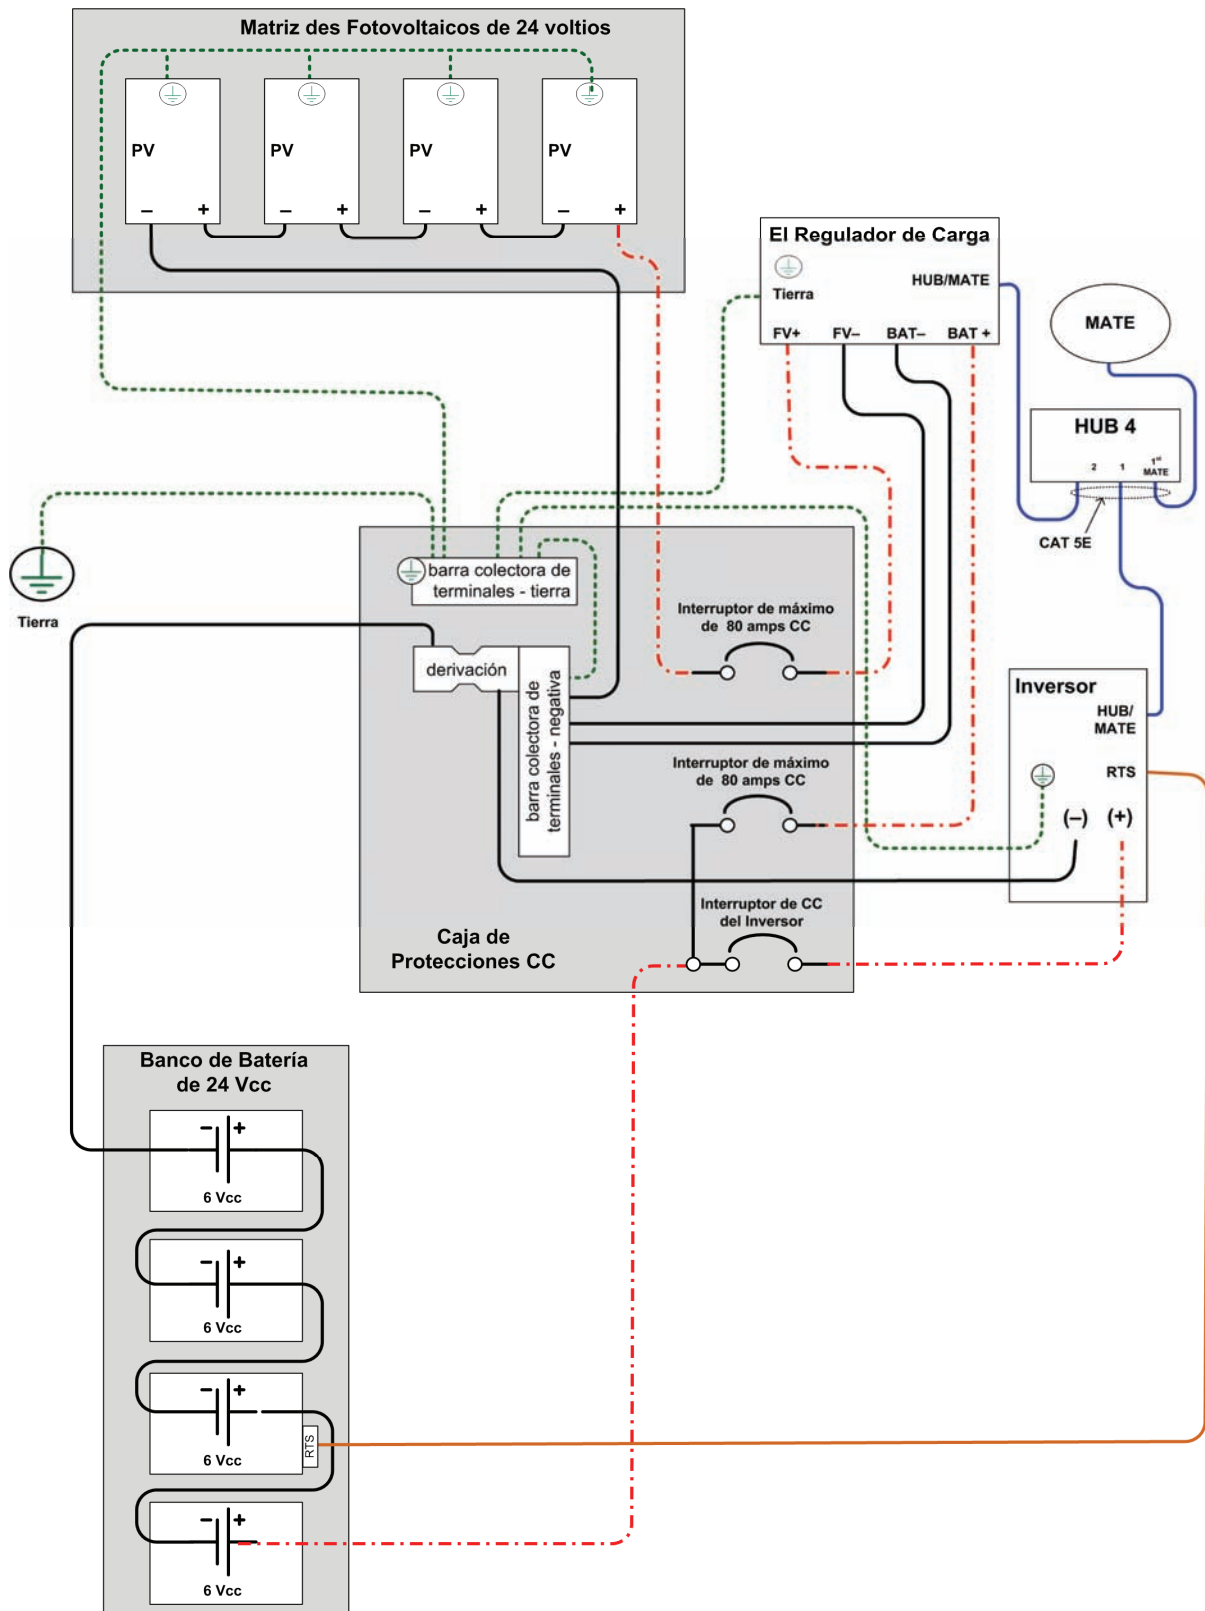 Matriz des Fotovoltaicos de 24 voltios
PV
PV
PV
PV
– +
– +
– +
– +
El Regulador de Carga
HUB/MATE
Tierra
FV+ FV– BAT– BAT +
MATE
HUB 4
2 1 1st MATE
CAT 5E
Tierra
barra colectora de
terminales - tierra
Interruptor de máximo
de 80 amps CC
derivación
barra colectora de
terminales - negativa
Interruptor de máximo
de 80 amps CC
Inversor
HUB/
MATE
RTS
(–) (+)
Interruptor de CC
del Inversor
Caja de
Protecciones CC
Banco de Batería
de 24 Vcc
– +
6 Vcc
– +
6 Vcc
– +
6 Vcc
RTS
– +
6 Vcc